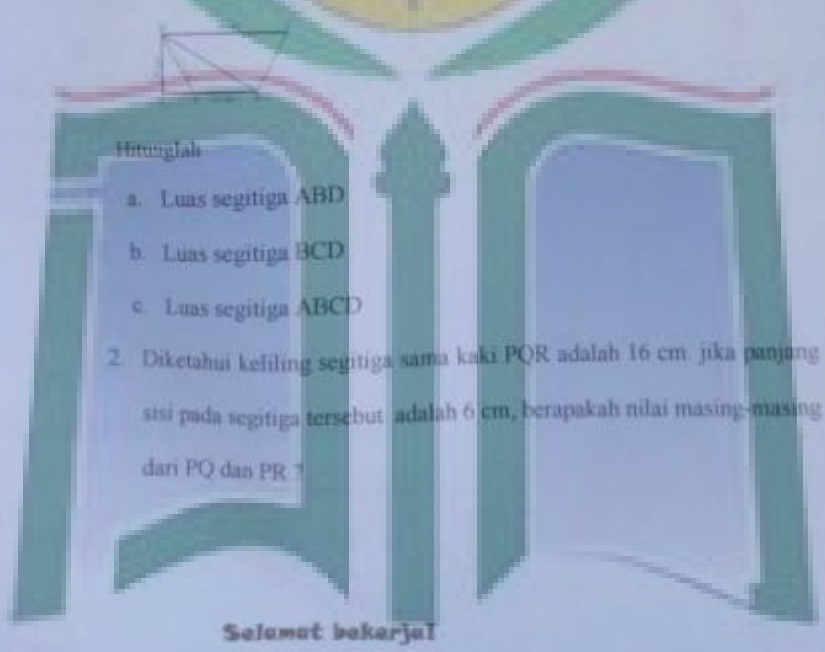 Hitunglah
a. Luas segitiga ABD
b. Luas segitiga BCD
c. Luas segitiga ABCD
2. Diketahui keliling segitiga sama kaki PQR adalah 16 cm. jika panjang
sisi pada segitiga tersebut adalah 6 cm, berapakah nilai masing-masing
dari PQ dan PR ?
Selamat bekerja!